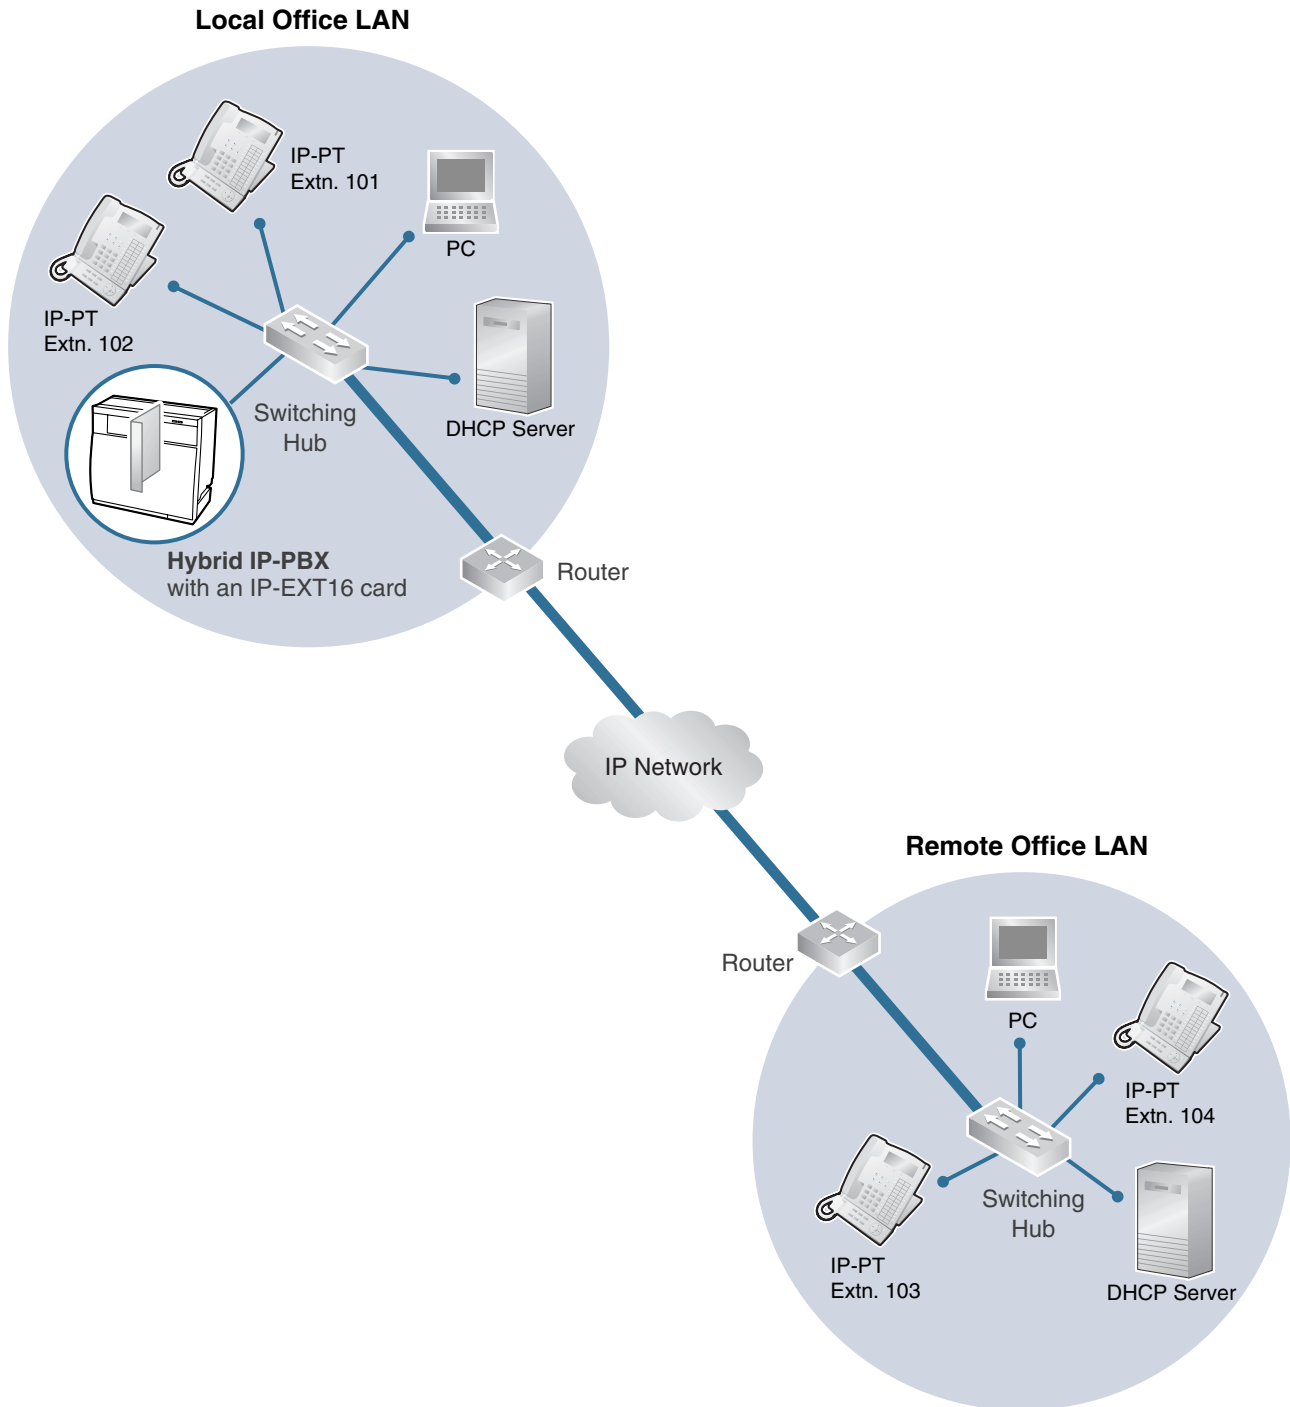 Local Office LAN
IP-PT
Extn. 101
PC
IP-PT
Extn. 102
Switching
Hub
DHCP Server
Hybrid IP-PBX
with an IP-EXT16 card
Router
IP Network
Remote Office LAN
Router
PC
IP-PT
Extn. 104
Switching
Hub
IP-PT
Extn. 103
DHCP Server